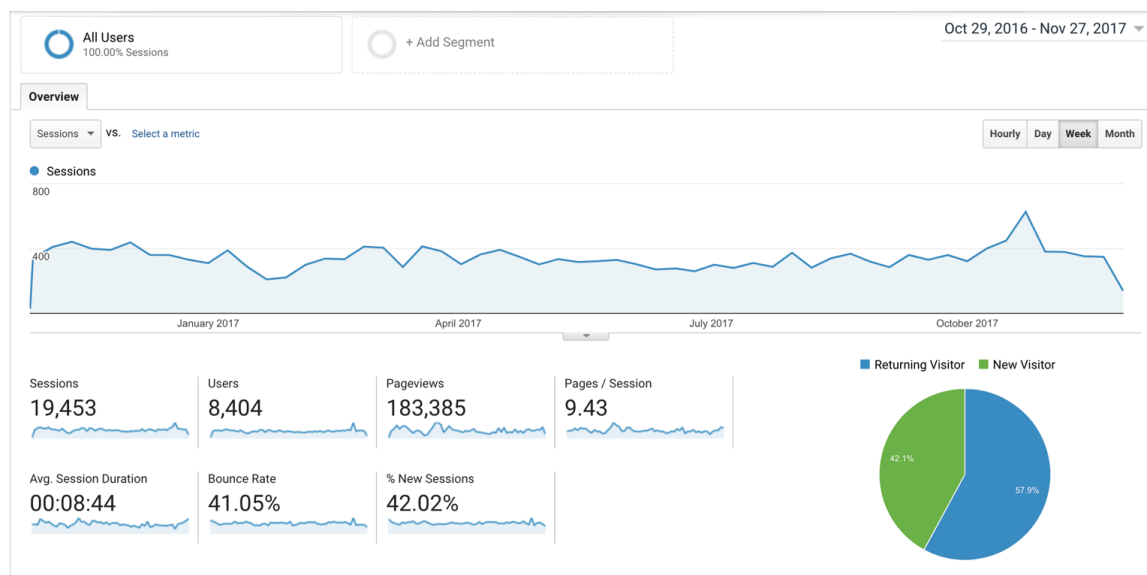 All Users
100.00% Sessions
+ Add Segment
Oct 29, 2016 - Nov 27, 2017
Overview
Sessions VS. Select a metric
Hourly Day Week Month
Sessions
800
400
January 2017 April 2017 July 2017 October 2017
Returning Visitor New Visitor
Sessions Users Pageviews Pages / Session
19,453 8,404 183,385 9.43
42.1%
57.9%
Avg. Session Duration Bounce Rate % New Sessions
00:08:44 41.05% 42.02%